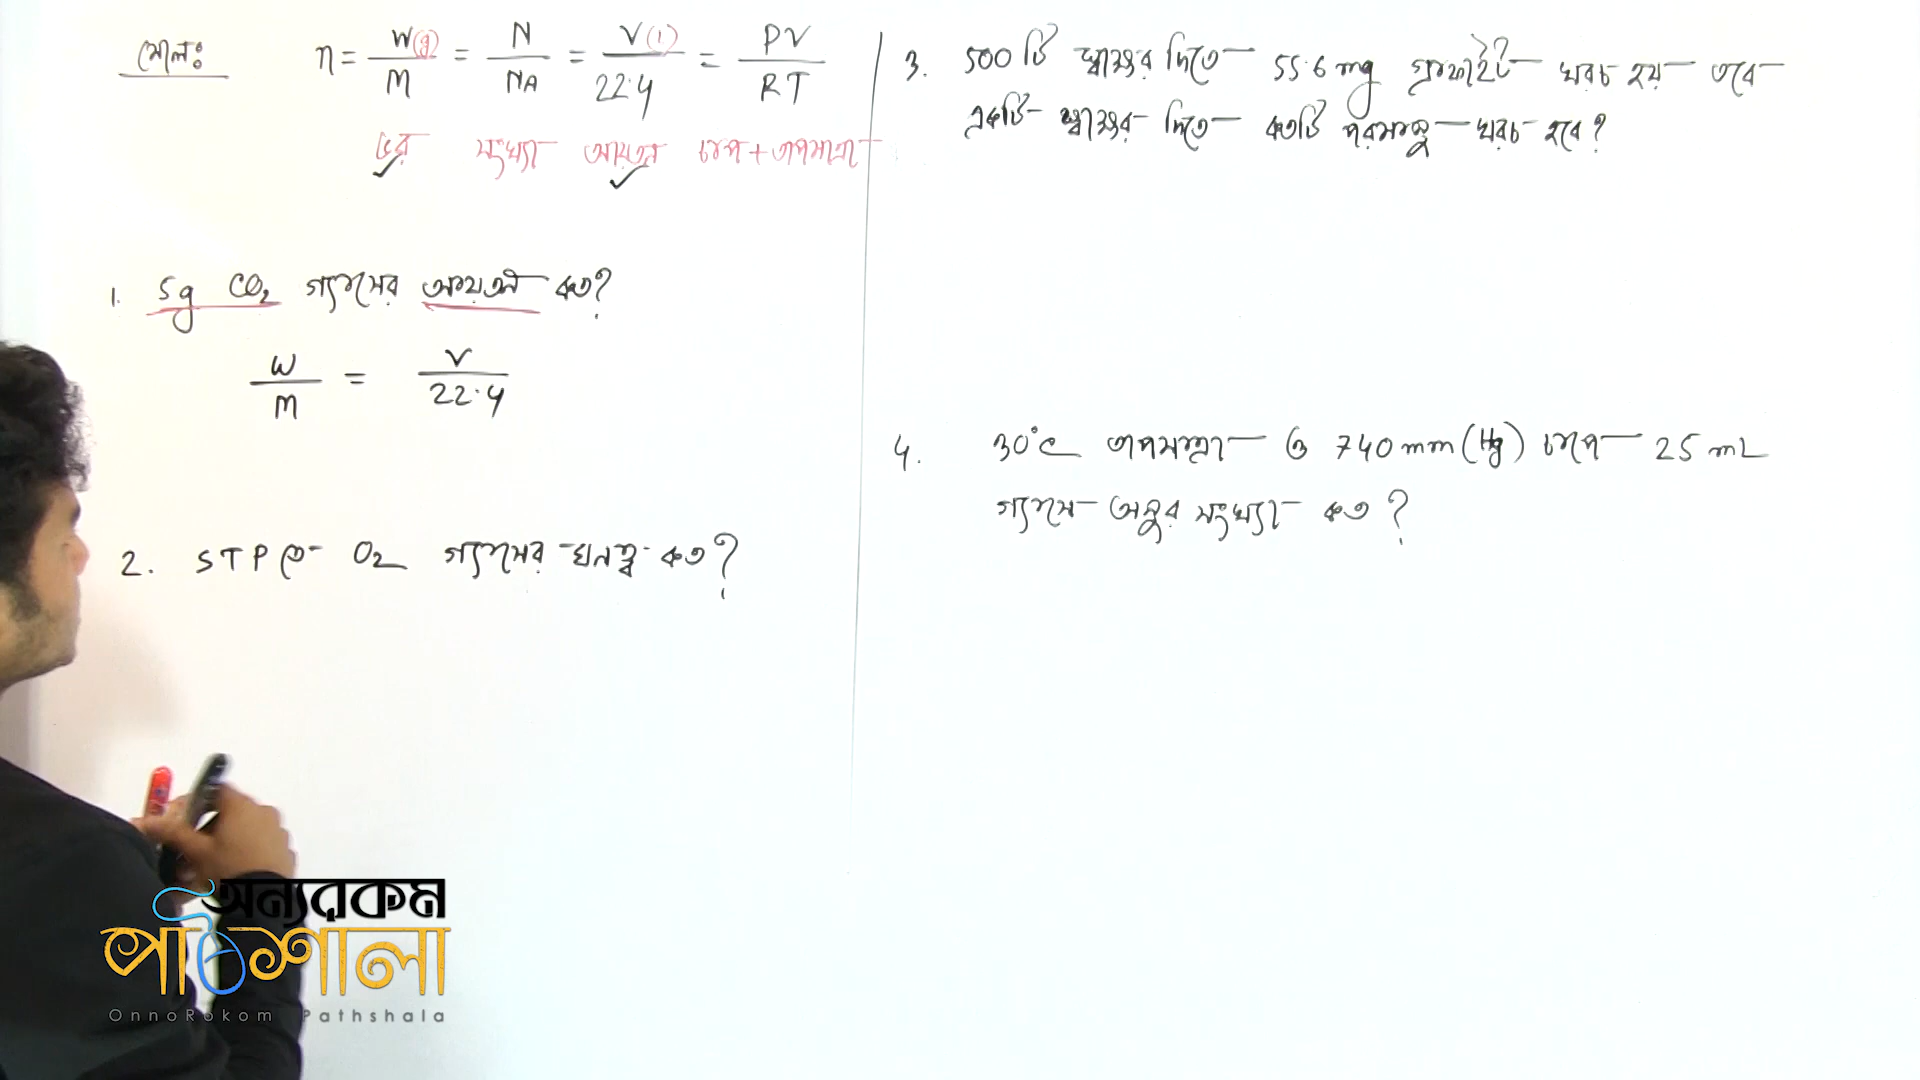 মোলঃ n = W(g)/M = N/NA = V(l)/22.4 = PV/RT
ভর সংখ্যা আয়তন চাপ + তাপমাত্রা
1. 5g CO₂ গ্যাসের আয়তন কত?
W/M = V/22.4
2. STP তে O₂ গ্যাসের ঘনত্ব কত?
3. 500 টি স্বাক্ষর দিতে 55.6 mg গ্রাফাইট খরচ হয় তবে
একটি স্বাক্ষর দিতে কতটি পরমাণু খরচ হবে?
4. 30°C তাপমাত্রা ও 740 mm (Hg) চাপে 25 mL
গ্যাসে অনুর সংখ্যা কত?
অন্যরকম
পাঠশালা
OnnoRokom Pathshala